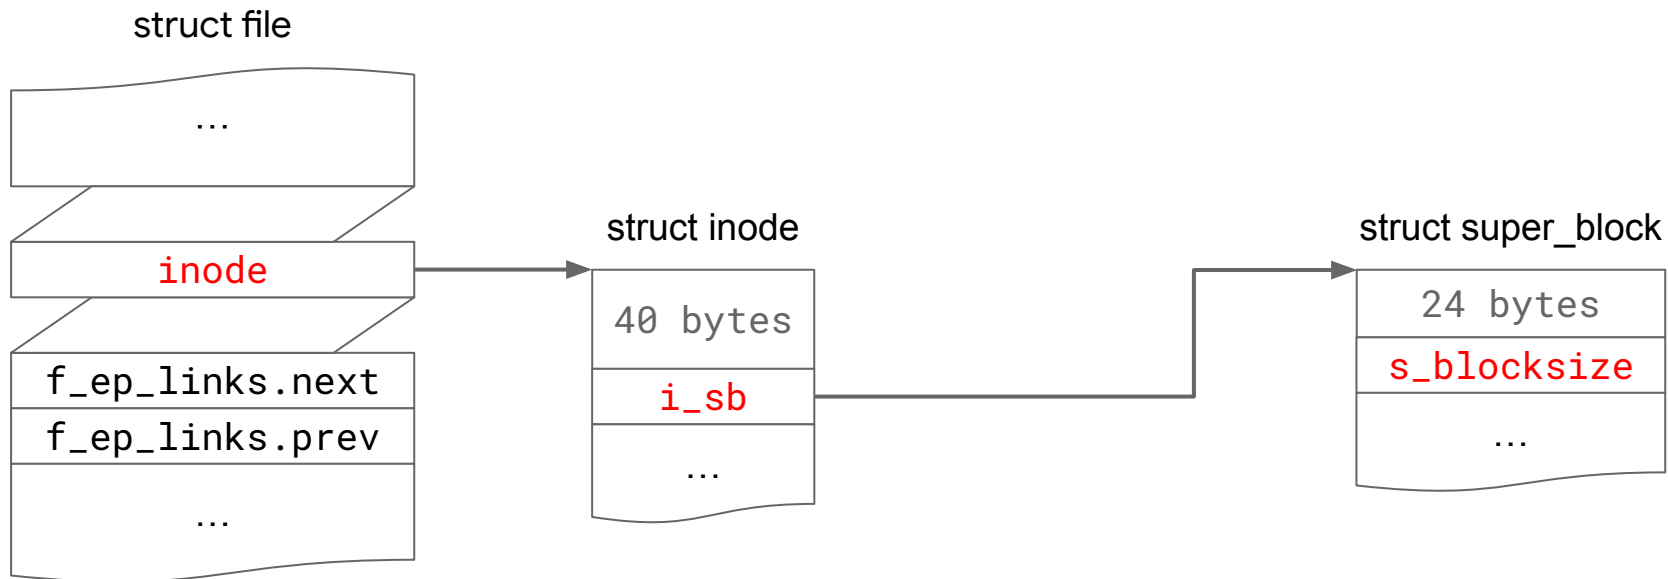 struct file
...
inode
f_ep_links.next
f_ep_links.prev
...
struct inode
40 bytes
i_sb
...
struct super_block
24 bytes
s_blocksize
...